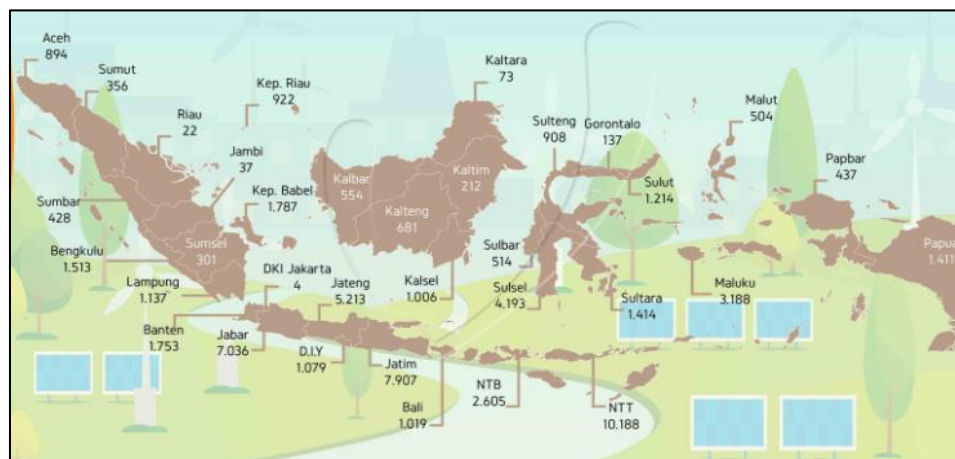 Aceh
894
Sumut
356
Riau
22
Kep. Riau
922
Jambi
37
Kep. Babel
1.787
Sumbar
428
Bengkulu
1.513
Sumsel
301
Lampung
1.137
DKI Jakarta
4
Banten
1.753
Jabar
7.036
Jateng
5.213
D.I.Y
1.079
Jatim
7.907
Bali
1.019
NTB
2.605
NTT
10.188
Kalbar
554
Kalteng
681
Kaltim
212
Kaltara
73
Kalsel
1.006
Sulteng
908
Gorontalo
137
Sulut
1.214
Sulbar
514
Sulsel
4.193
Sultara
1.414
Malut
504
Maluku
3.188
Papbar
437
Papua
1.411